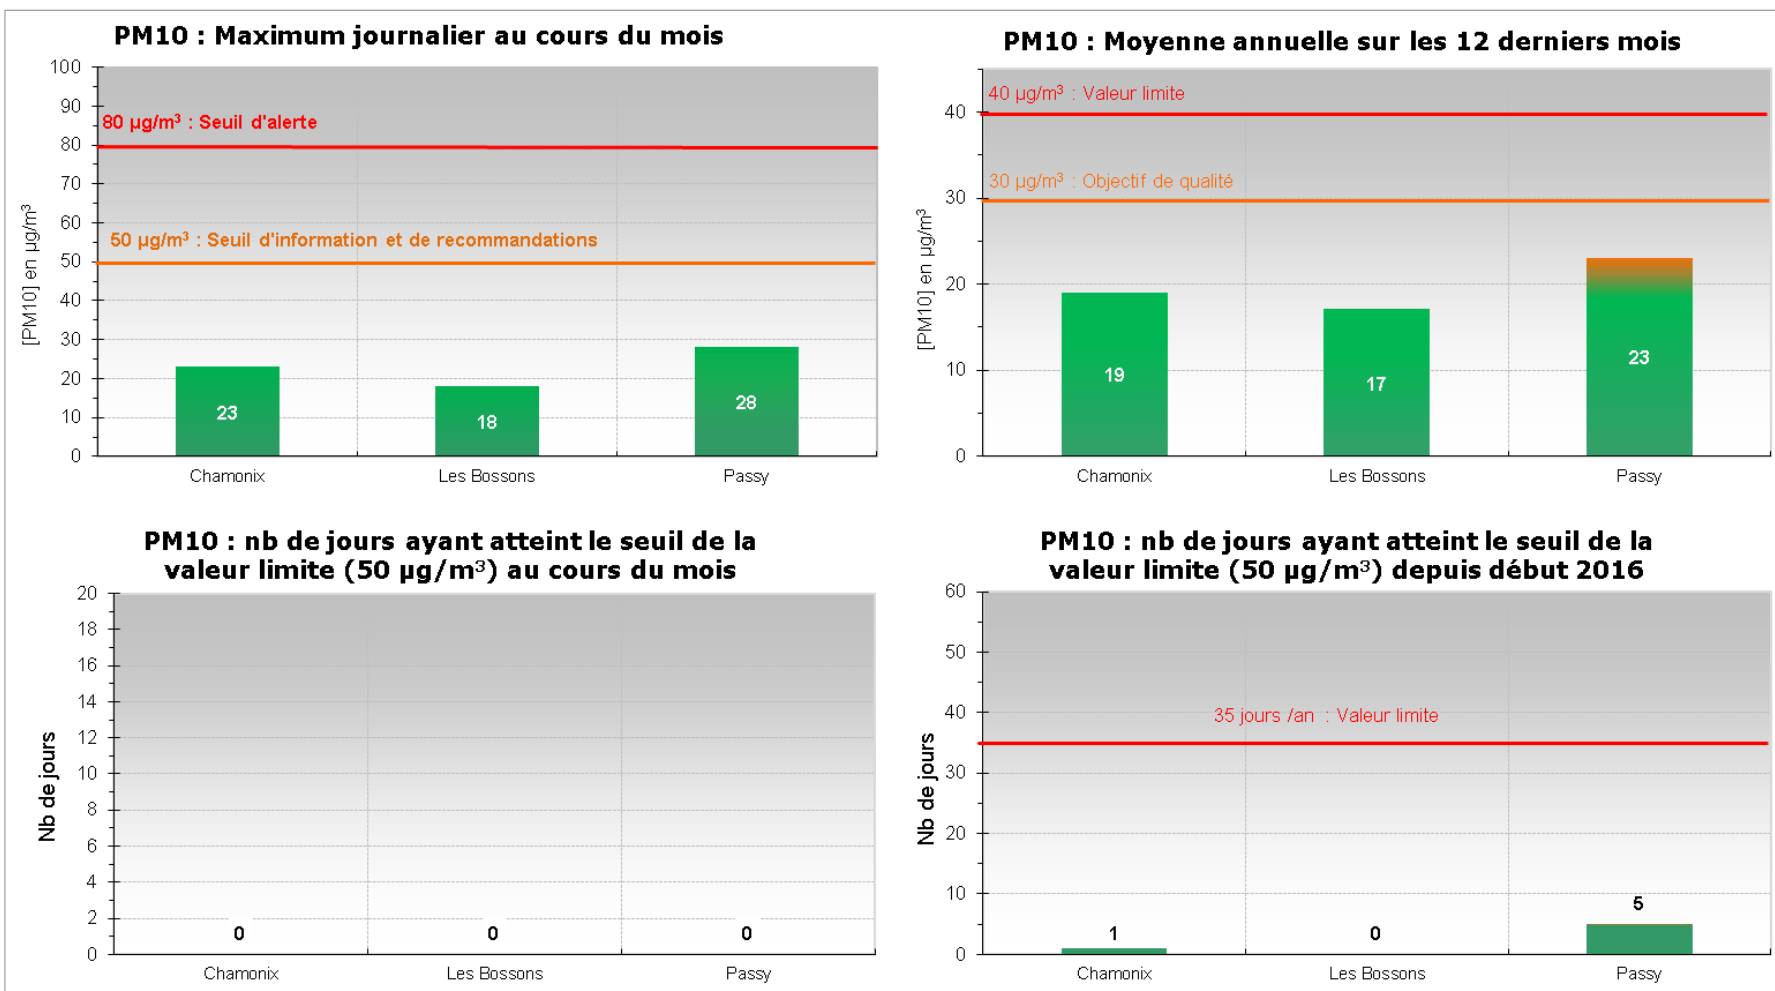 PM10 : Maximum journalier au cours du mois
100
90
80 µg/m³ : Seuil d'alerte
80
70
60
50 µg/m³ : Seuil d'information et de recommandations
50
40
30
20
10
0
[PM10] en µg/m³
23
18
28
Chamonix
Les Bossons
Passy
PM10 : Moyenne annuelle sur les 12 derniers mois
40 µg/m³ : Valeur limite
40
30 µg/m³ : Objectif de qualité
30
20
10
0
[PM10] en µg/m³
19
17
23
Chamonix
Les Bossons
Passy
PM10 : nb de jours ayant atteint le seuil de la
valeur limite (50 µg/m³) au cours du mois
20
18
16
14
12
10
8
6
4
2
0
Nb de jours
0
0
0
Chamonix
Les Bossons
Passy
PM10 : nb de jours ayant atteint le seuil de la
valeur limite (50 µg/m³) depuis début 2016
60
50
40
35 jours /an : Valeur limite
30
20
10
0
Nb de jours
1
0
5
Chamonix
Les Bossons
Passy